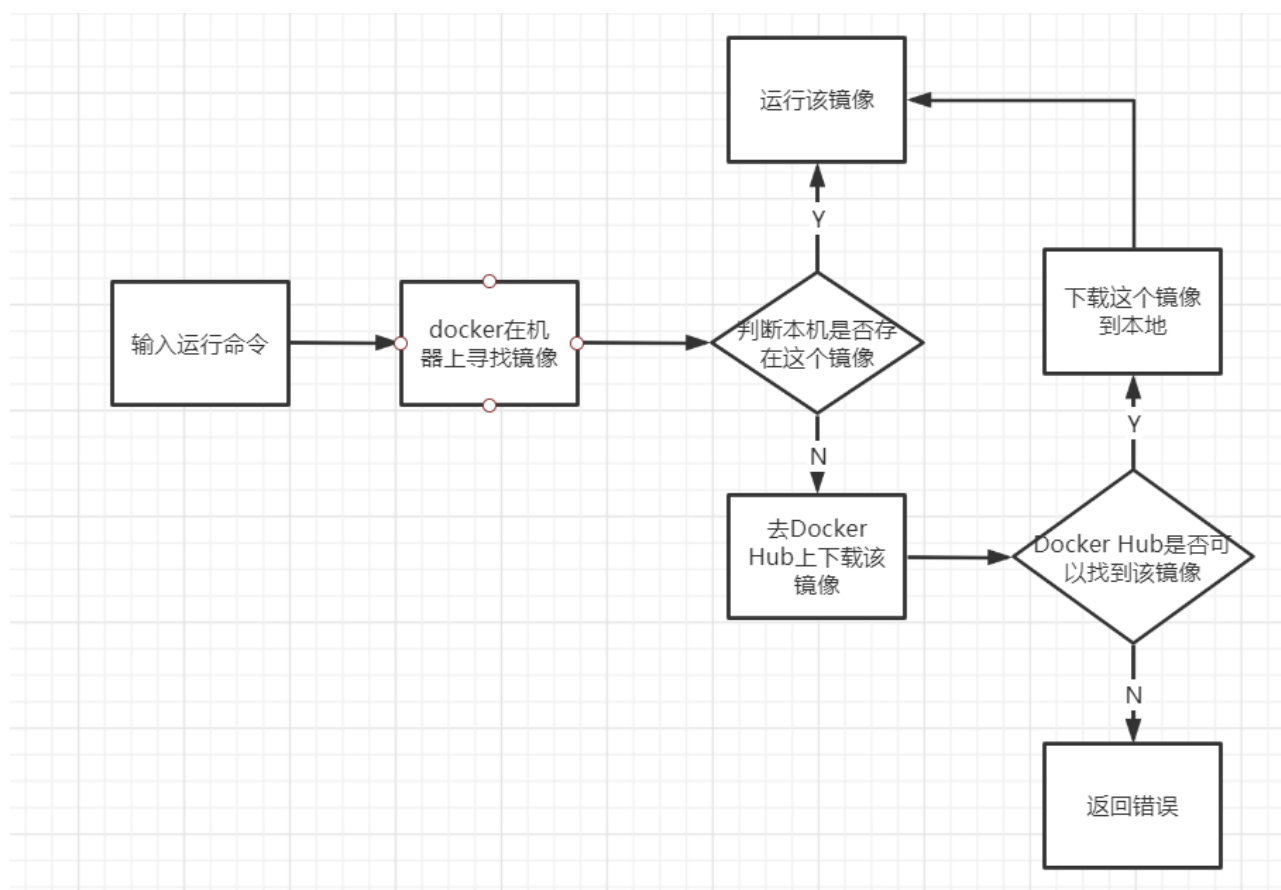 运行该镜像
Y
输入运行命令
docker在机
器上寻找镜像
判断本机是否存
在这个镜像
下载这个镜像
到本地
Y
N
去Docker
Hub上下载该
镜像
Docker Hub是否可
以找到该镜像
N
返回错误